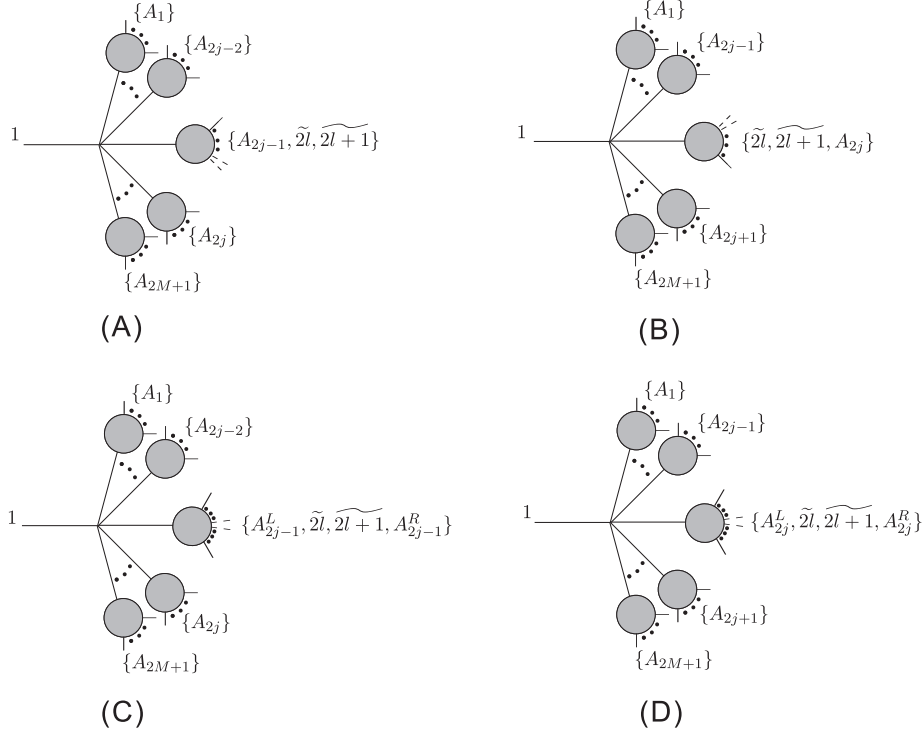 {A_1}
{A_{2j-2}}
1
{A_{2j-1}, \widetilde{2l}, \widetilde{2l+1}}
{A_{2j}}
{A_{2M+1}}
(A)
{A_1}
{A_{2j-1}}
1
{\widetilde{2l}, \widetilde{2l+1}, A_{2j}}
{A_{2j+1}}
{A_{2M+1}}
(B)
{A_1}
{A_{2j-2}}
1
{A^L_{2j-1}, \widetilde{2l}, \widetilde{2l+1}, A^R_{2j-1}}
{A_{2j}}
{A_{2M+1}}
(C)
{A_1}
{A_{2j-1}}
1
{A^L_{2j}, \widetilde{2l}, \widetilde{2l+1}, A^R_{2j}}
{A_{2j+1}}
{A_{2M+1}}
(D)